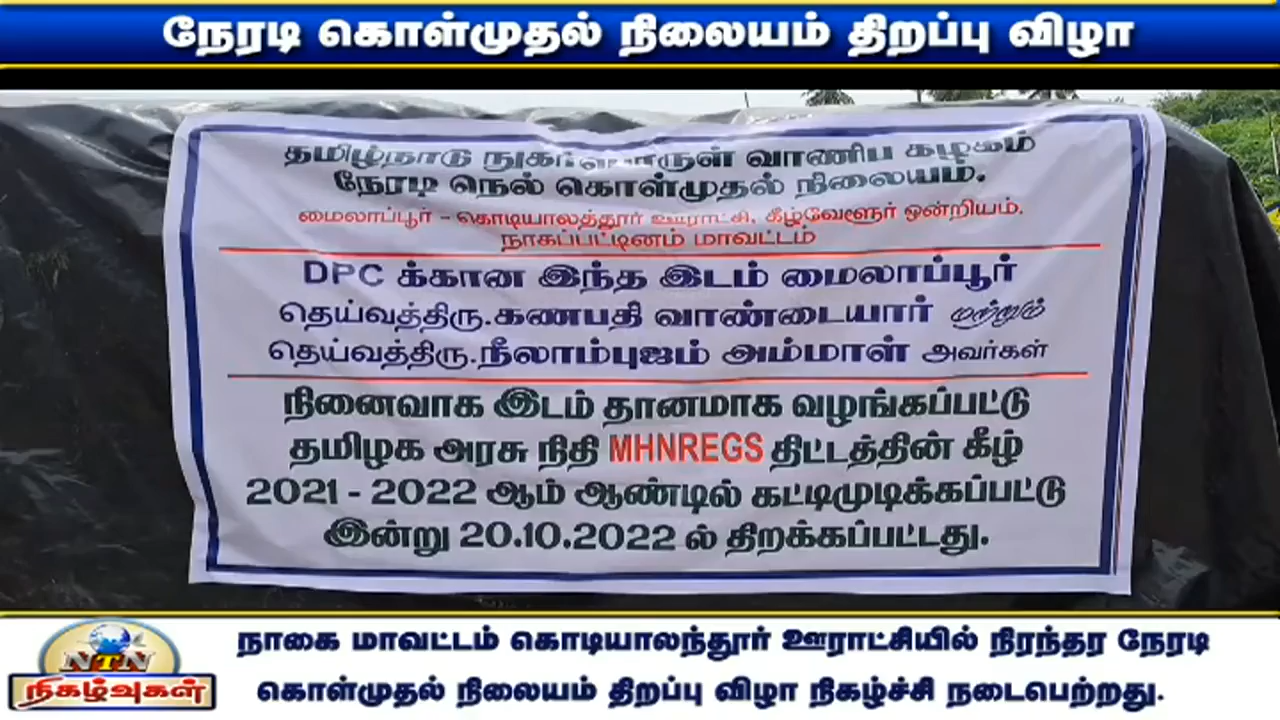 நேரடி கொள்முதல் நிலையம் திறப்பு விழா
தமிழ்நாடு நுகர்பொருள் வாணிப கழகம்
நேரடி நெல் கொள்முதல் நிலையம்.
மைலாப்பூர் - கொடியாலத்தூர் ஊராட்சி, கீழ்வேளூர் ஒன்றியம்.
நாகப்பட்டினம் மாவட்டம்
DPC க்கான இந்த இடம் மைலாப்பூர்
தெய்வத்திரு.கணபதி வாண்டையார் மற்றும்
தெய்வத்திரு.நீலாம்புஜம் அம்மாள் அவர்கள்
நினைவாக இடம் தானமாக வழங்கப்பட்டு
தமிழக அரசு நிதி MHNREGS திட்டத்தின் கீழ்
2021 - 2022 ஆம் ஆண்டில் கட்டிமுடிக்கப்பட்டு
இன்று 20.10.2022 ல் திறக்கப்பட்டது.
NTN
நிகழ்வுகள்
நாகை மாவட்டம் கொடியாலந்தூர் ஊராட்சியில் நிரந்தர நேரடி
கொள்முதல் நிலையம் திறப்பு விழா நிகழ்ச்சி நடைபெற்றது.